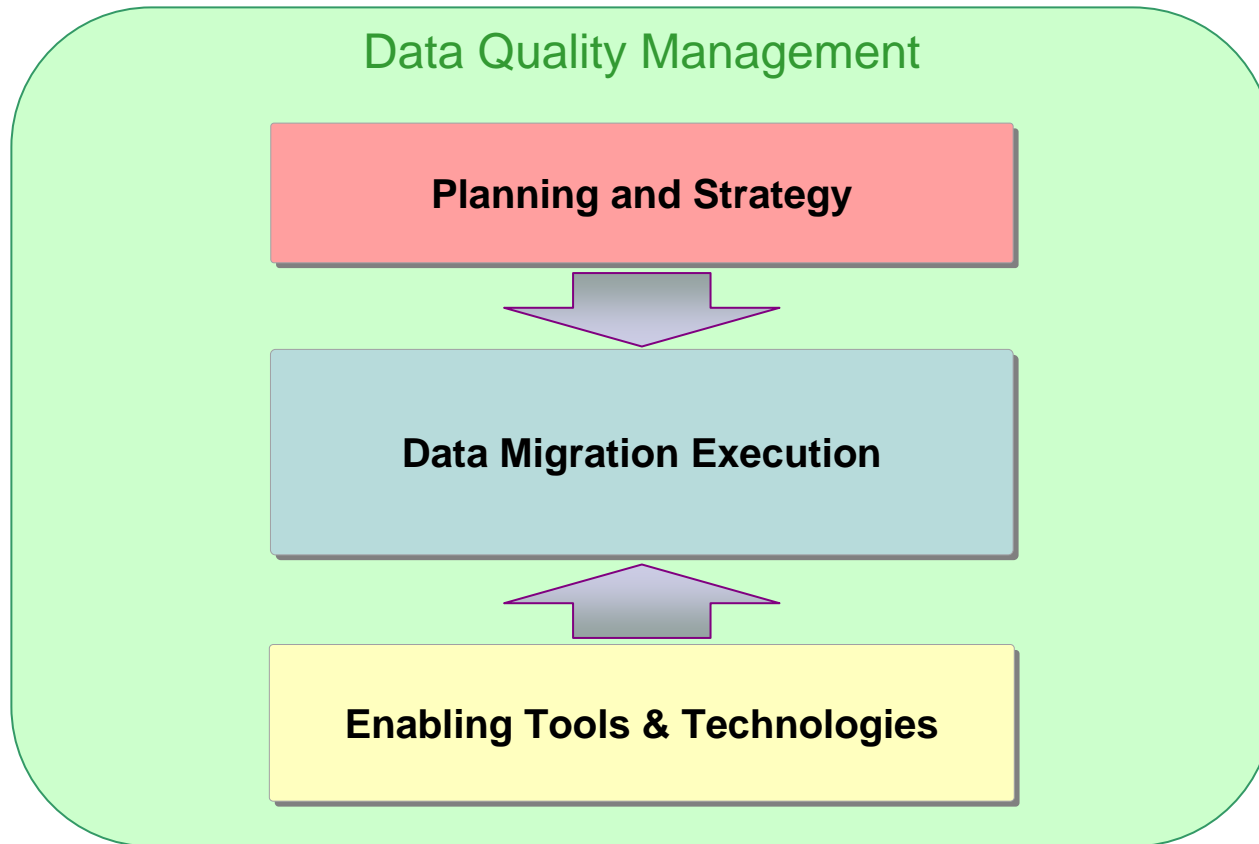 Data Quality Management
Planning and Strategy
Data Migration Execution
Enabling Tools & Technologies